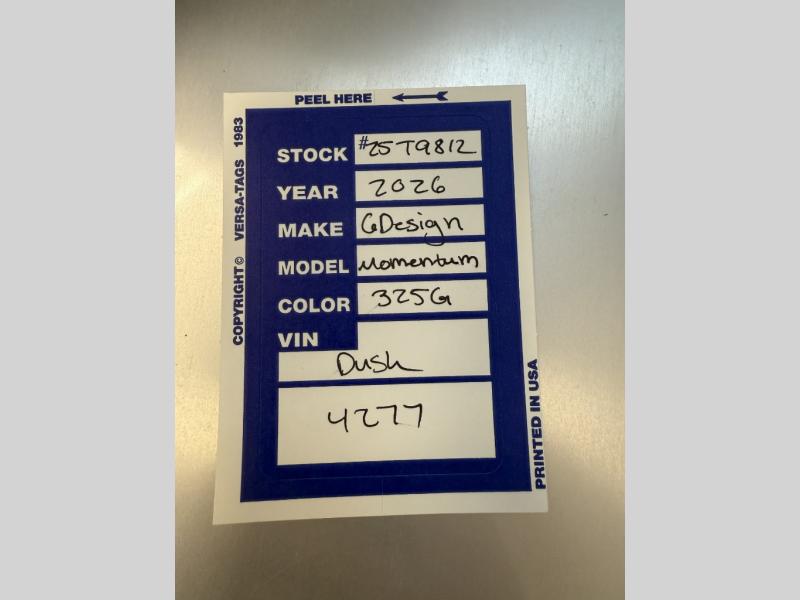 PEEL HERE
COPYRIGHT © VERSA-TAGS 1983
STOCK #25T9812
YEAR 2026
MAKE GDesign
MODEL Momentum
COLOR 325G
VIN
Dush
4277
PRINTED IN USA